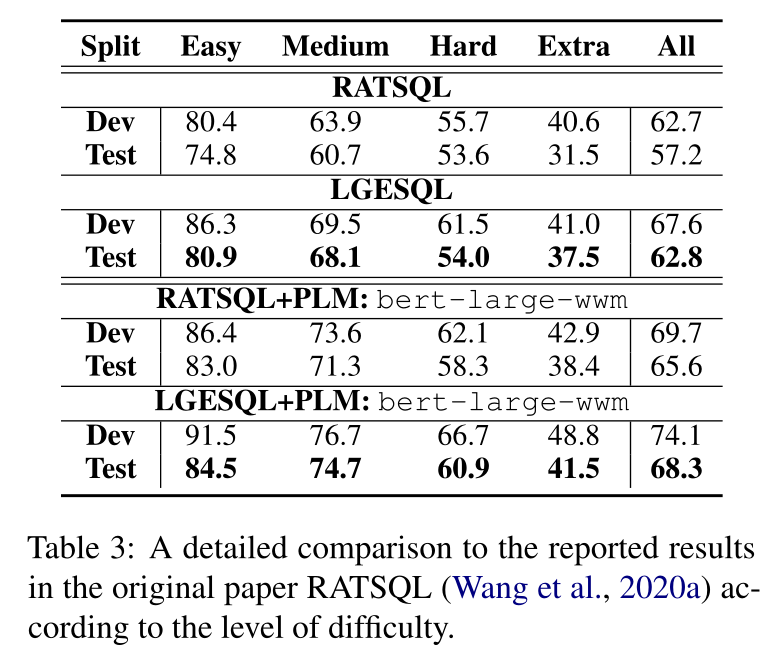 Split Easy Medium Hard Extra All
RATSQL
Dev 80.4 63.9 55.7 40.6 62.7
Test 74.8 60.7 53.6 31.5 57.2
LGESQL
Dev 86.3 69.5 61.5 41.0 67.6
Test 80.9 68.1 54.0 37.5 62.8
RATSQL+PLM: bert-large-wwm
Dev 86.4 73.6 62.1 42.9 69.7
Test 83.0 71.3 58.3 38.4 65.6
LGESQL+PLM: bert-large-wwm
Dev 91.5 76.7 66.7 48.8 74.1
Test 84.5 74.7 60.9 41.5 68.3
Table 3: A detailed comparison to the reported results
in the original paper RATSQL (Wang et al., 2020a) ac-
cording to the level of difficulty.